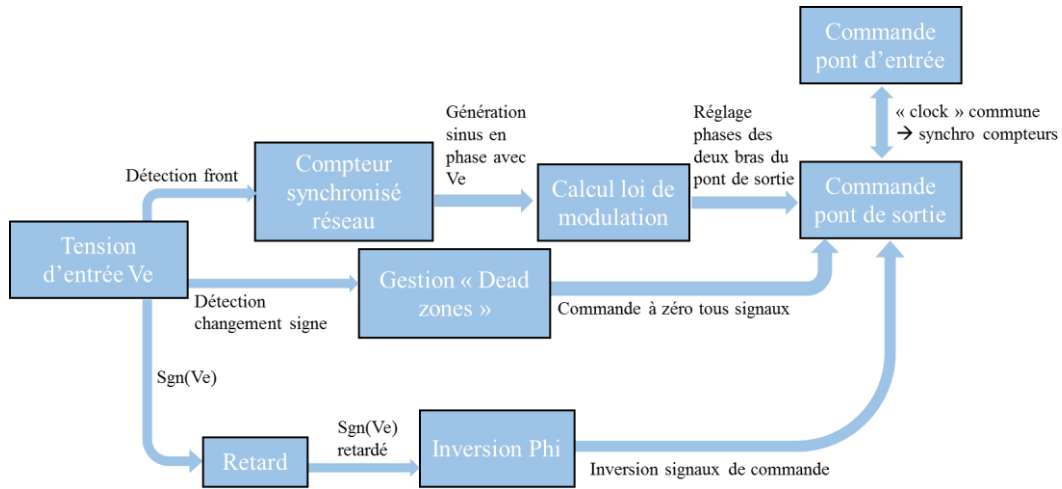 Commande
pont d’entrée
« clock » commune
→ synchro compteurs
Génération
sinus en
phase avec
Ve
Réglage
phases des
deux bras du
pont de sortie
Détection front
Compteur
synchronisé
réseau
Calcul loi de
modulation
Commande
pont de sortie
Tension
d’entrée Ve
Détection
changement signe
Gestion « Dead
zones »
Commande à zéro tous signaux
Sgn(Ve)
Retard
Sgn(Ve)
retardé
Inversion Phi
Inversion signaux de commande